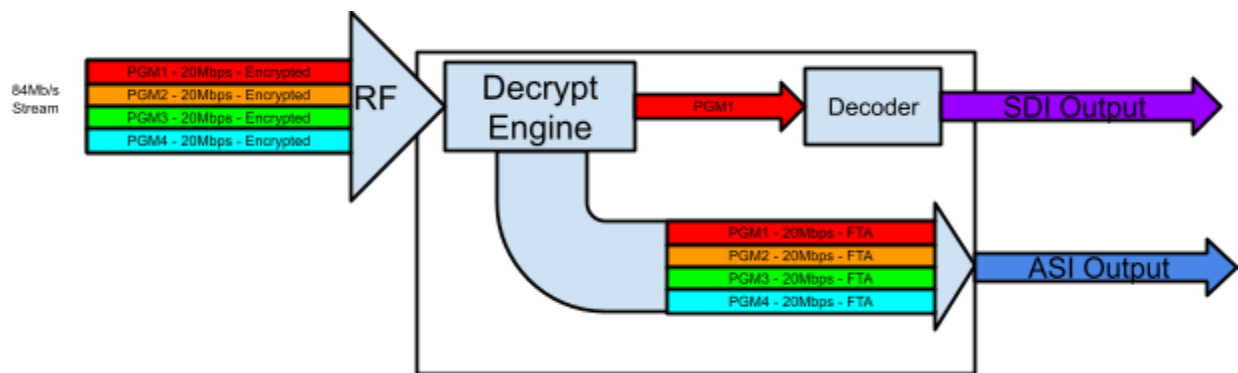 84Mb/s
Stream
PGM1 - 20Mbps - Encrypted
PGM2 - 20Mbps - Encrypted
PGM3 - 20Mbps - Encrypted
PGM4 - 20Mbps - Encrypted
RF
Decrypt
Engine
PGM1
Decoder
SDI Output
PGM1 - 20Mbps - FTA
PGM2 - 20Mbps - FTA
PGM3 - 20Mbps - FTA
PGM4 - 20Mbps - FTA
ASI Output